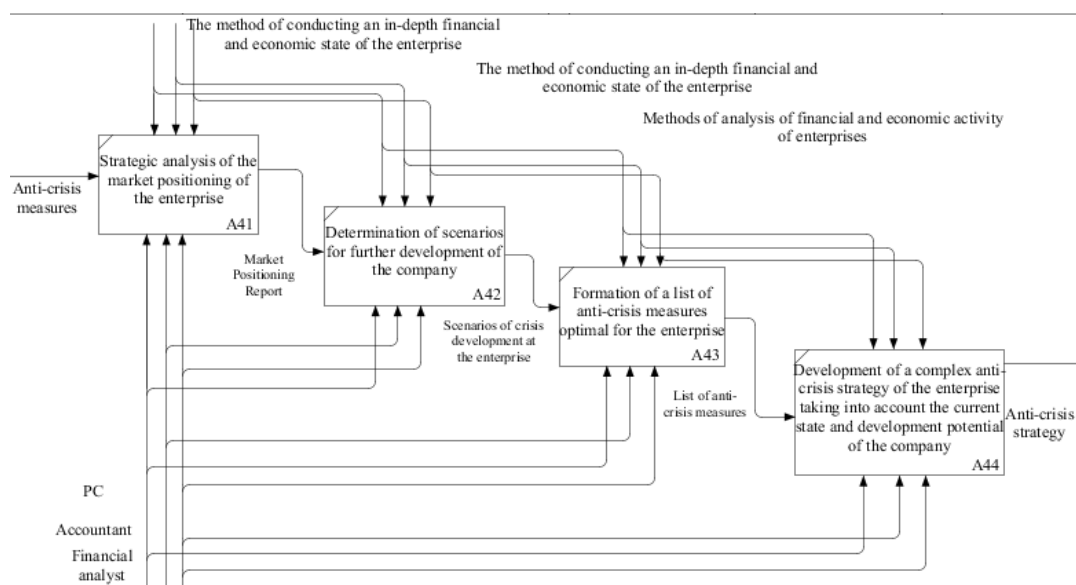 The method of conducting an in-depth financial
and economic state of the enterprise
The method of conducting an in-depth financial and
economic state of the enterprise
Methods of analysis of financial and economic activity
of enterprises
Strategic analysis of the
market positioning of
the enterprise
A41
Anti-crisis
measures
Market
Positioning
Report
Determination of scenarios
for further development of
the company
A42
Scenarios of crisis
development at
the enterprise
Formation of a list of
anti-crisis measures
optimal for the enterprise
A43
List of anti-
crisis measures
Development of a complex anti-
crisis strategy of the enterprise
taking into account the current
state and development potential
of the company
A44
Anti-crisis
strategy
PC
Accountant
Financial
analyst